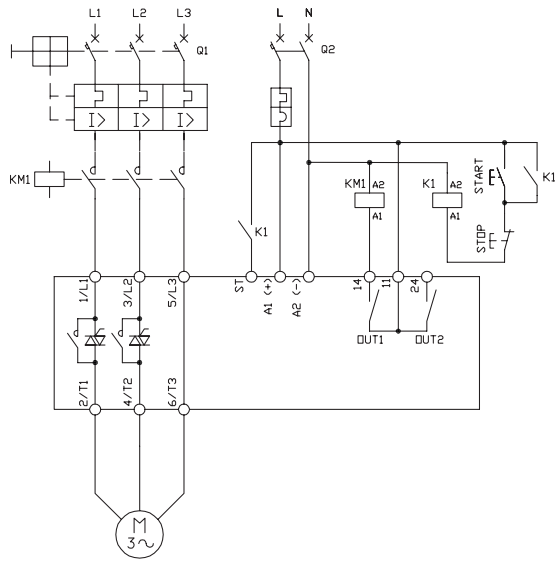 L1 L2 L3 L N
Q1 Q2
I> I> I>
KM1
KM1 A2 K1 A2
A1 A1
START
K1
K1
STOP
1/L1 3/L2 5/L3 ST A1 (+) A2 (-) 14 11 24
OUT1 OUT2
2/T1 4/T2 6/T3
M
3~